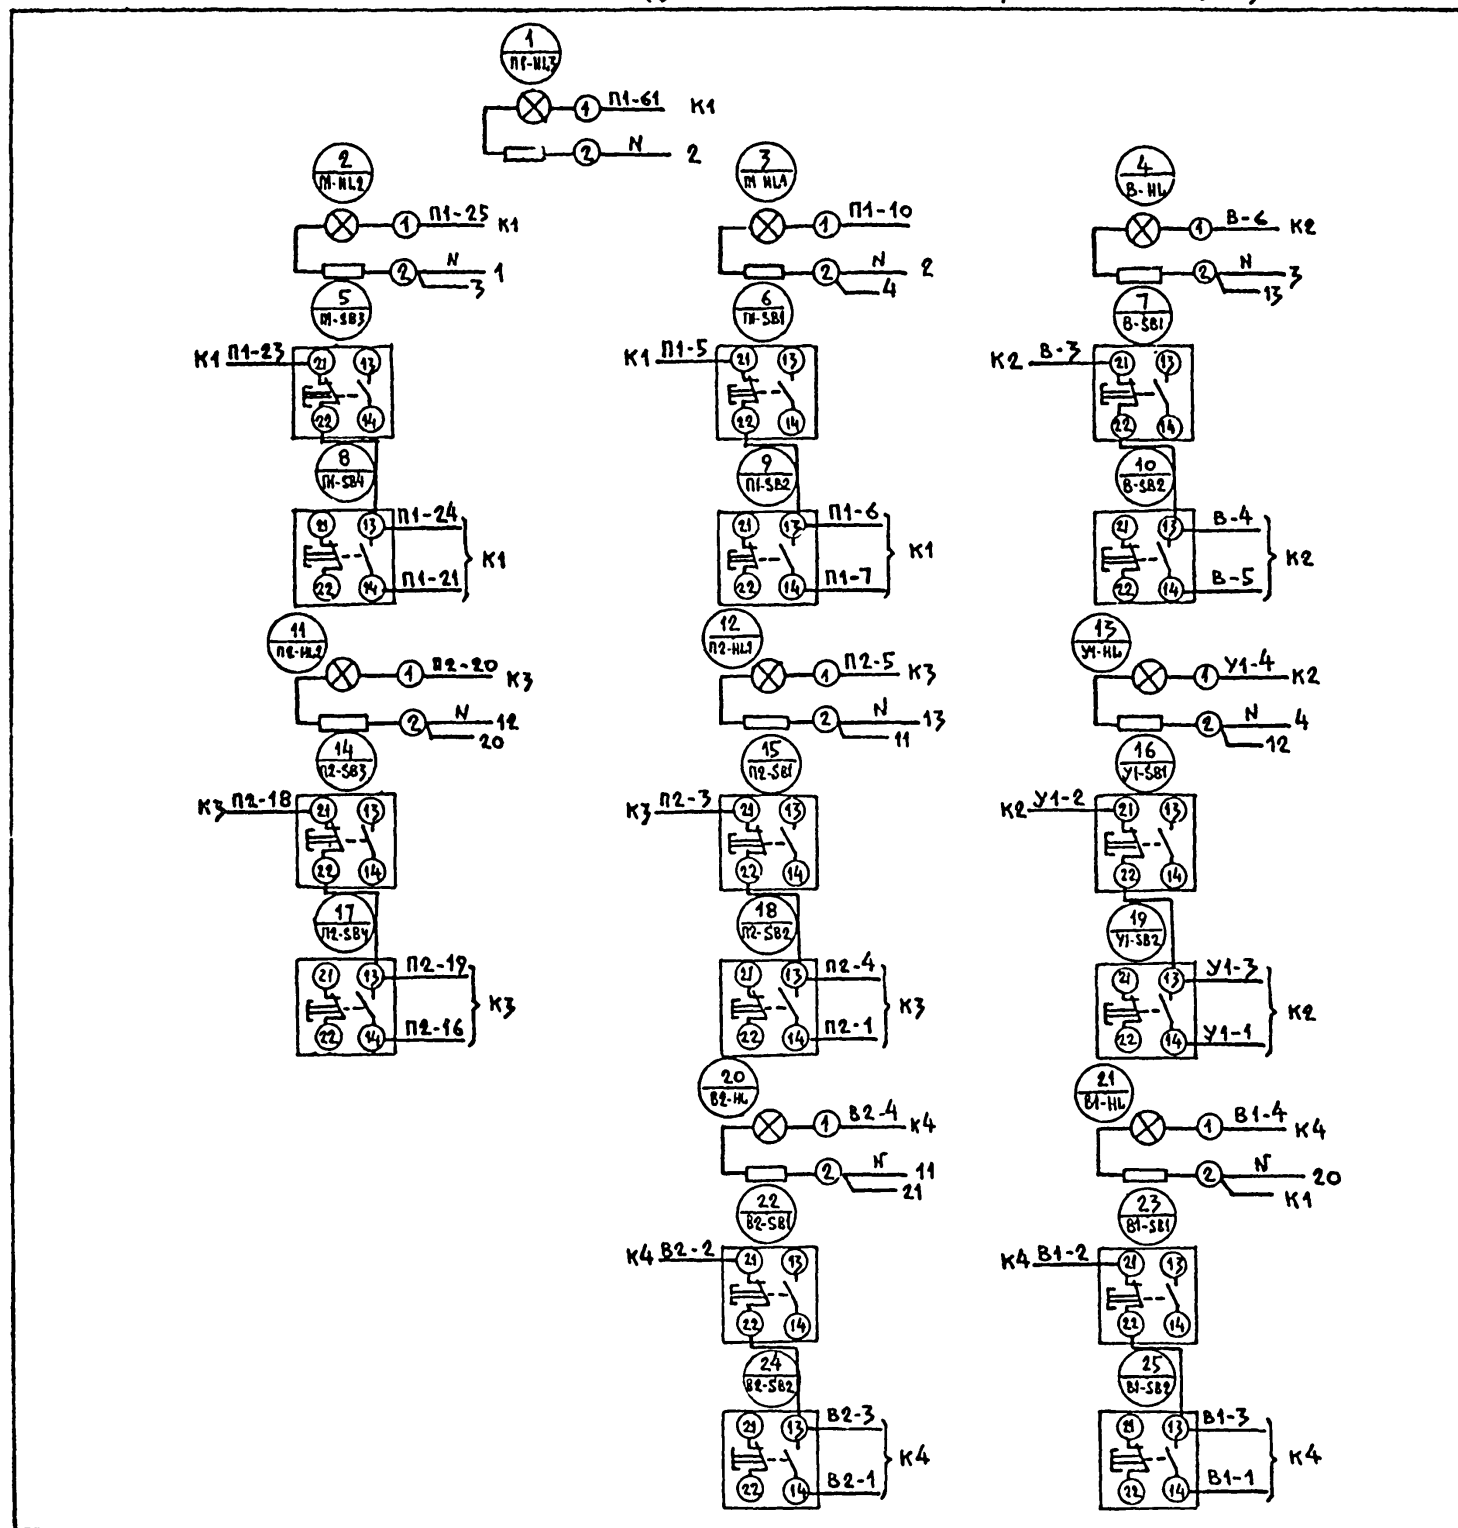 1
П1-HL3
1 П1-61 К1
2 N 2
2
П1-HL2
1 П1-25 К1
2 N 1
3
3
П1 HL1
1 П1-10
2 N 2
4
4
В-HL
1 В-6 К2
2 N 3
13
5
П1-SB3
К1 П1-23 21 13
22 14
6
П1-SB1
К1 П1-5 21 13
22 14
7
В-SB1
К2 В-3 21 13
22 14
8
П1-SB4
21 13 П1-24
К1
22 14 П1-21
9
П1-SB2
21 13 П1-6
К1
22 14 П1-7
10
В-SB2
21 13 В-4
К2
22 14 В-5
11
П2-HL2
1 П2-20 К3
2 N 12
20
12
П2-HL1
1 П2-5 К3
2 N 13
11
13
У1-HL
1 У1-4 К2
2 N 4
12
14
П2-SB3
К3 П2-18 21 13
22 14
15
П2-SB1
К3 П2-3 21 13
22 14
16
У1-SB1
К2 У1-2 21 13
22 14
17
П2-SB4
21 13 П2-19
К3
22 14 П2-16
18
П2-SB2
21 13 П2-4
К3
22 14 П2-1
19
У1-SB2
21 13 У1-3
К2
22 14 У1-1
20
В2-HL
1 В2-4 К4
2 N 11
21
21
В1-HL
1 В1-4 К4
2 N 20
К1
22
В2-SB1
К4 В2-2 21 13
22 14
23
В1-SB1
К4 В1-2 21 13
22 14
24
В2-SB2
21 13 В2-3
К4
22 14 В2-1
25
В1-SB2
21 13 В1-3
К4
22 14 В1-1